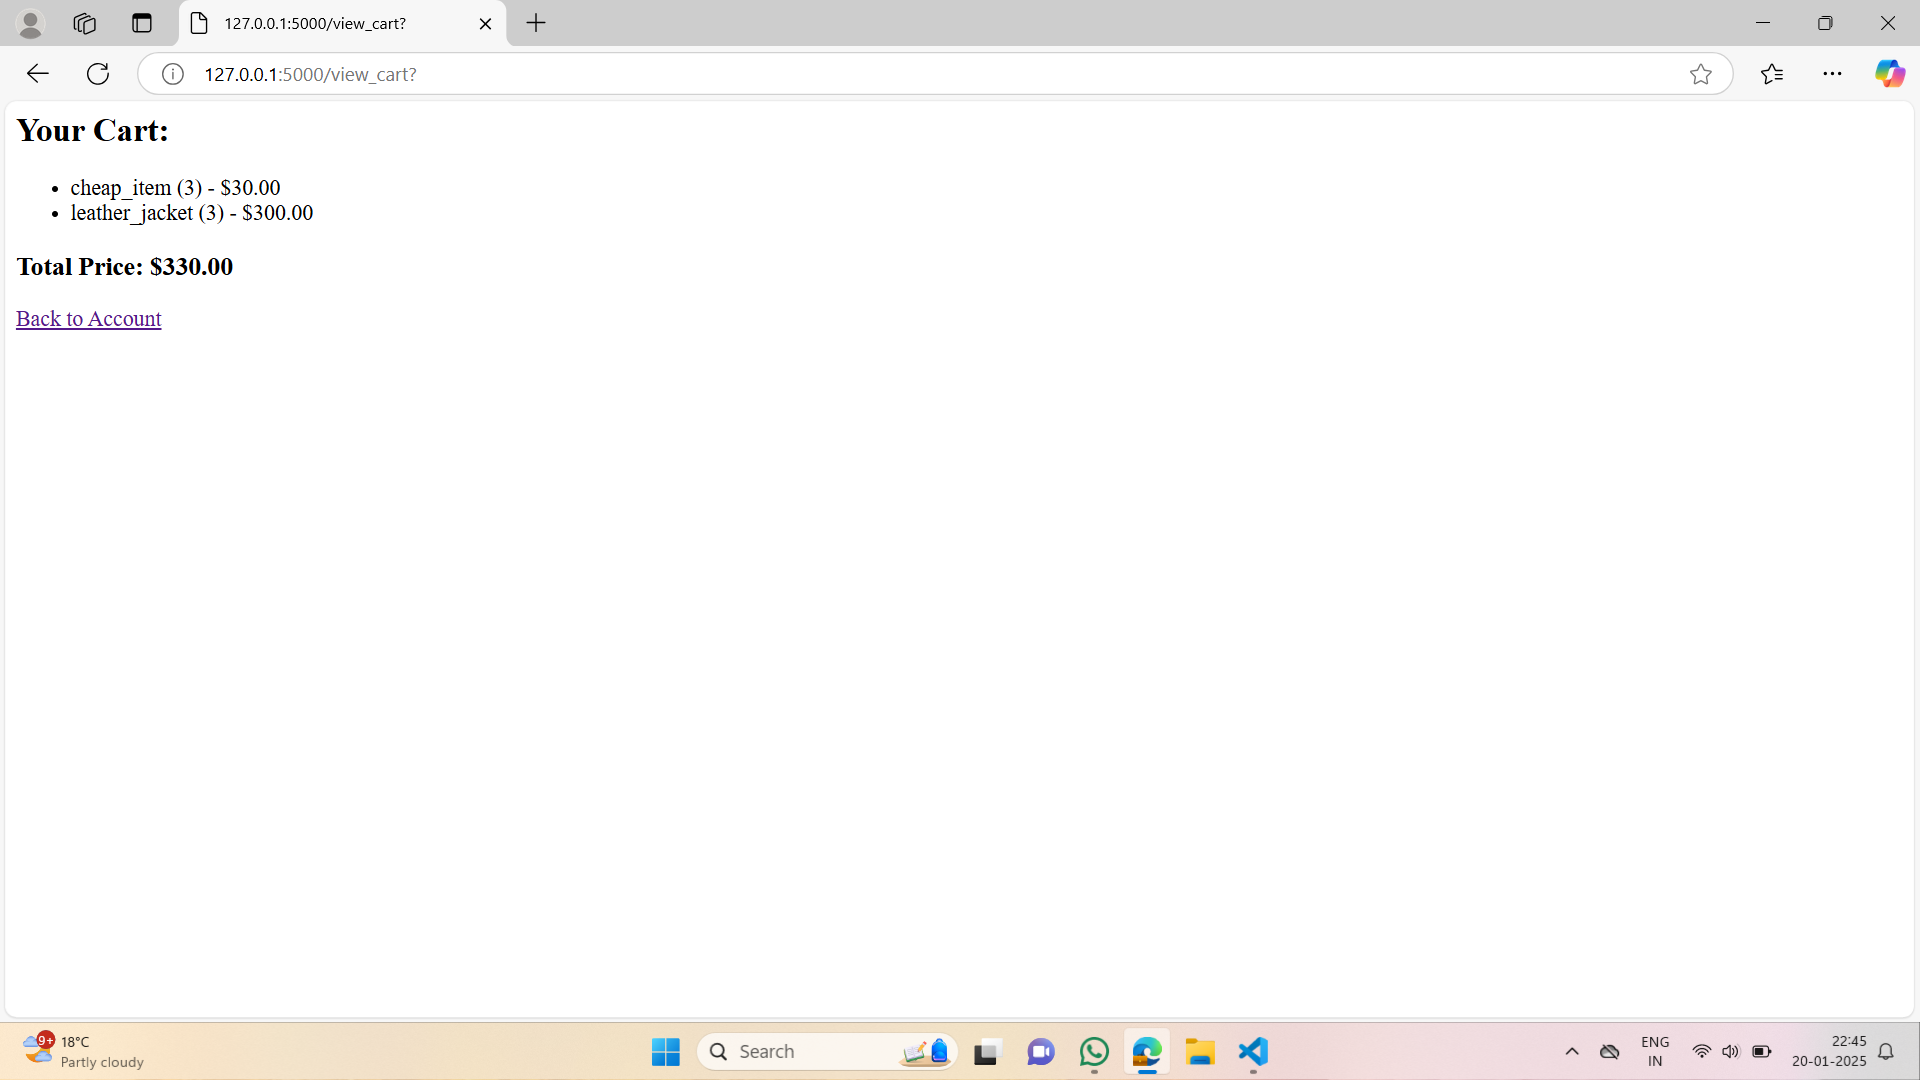 127.0.0.1:5000/view_cart?
127.0.0.1:5000/view_cart?
Your Cart:
cheap_item (3) - $30.00
leather_jacket (3) - $300.00
Total Price: $330.00
Back to Account
9+
18°C
Partly cloudy
Search
ENG
IN
22:45
20-01-2025